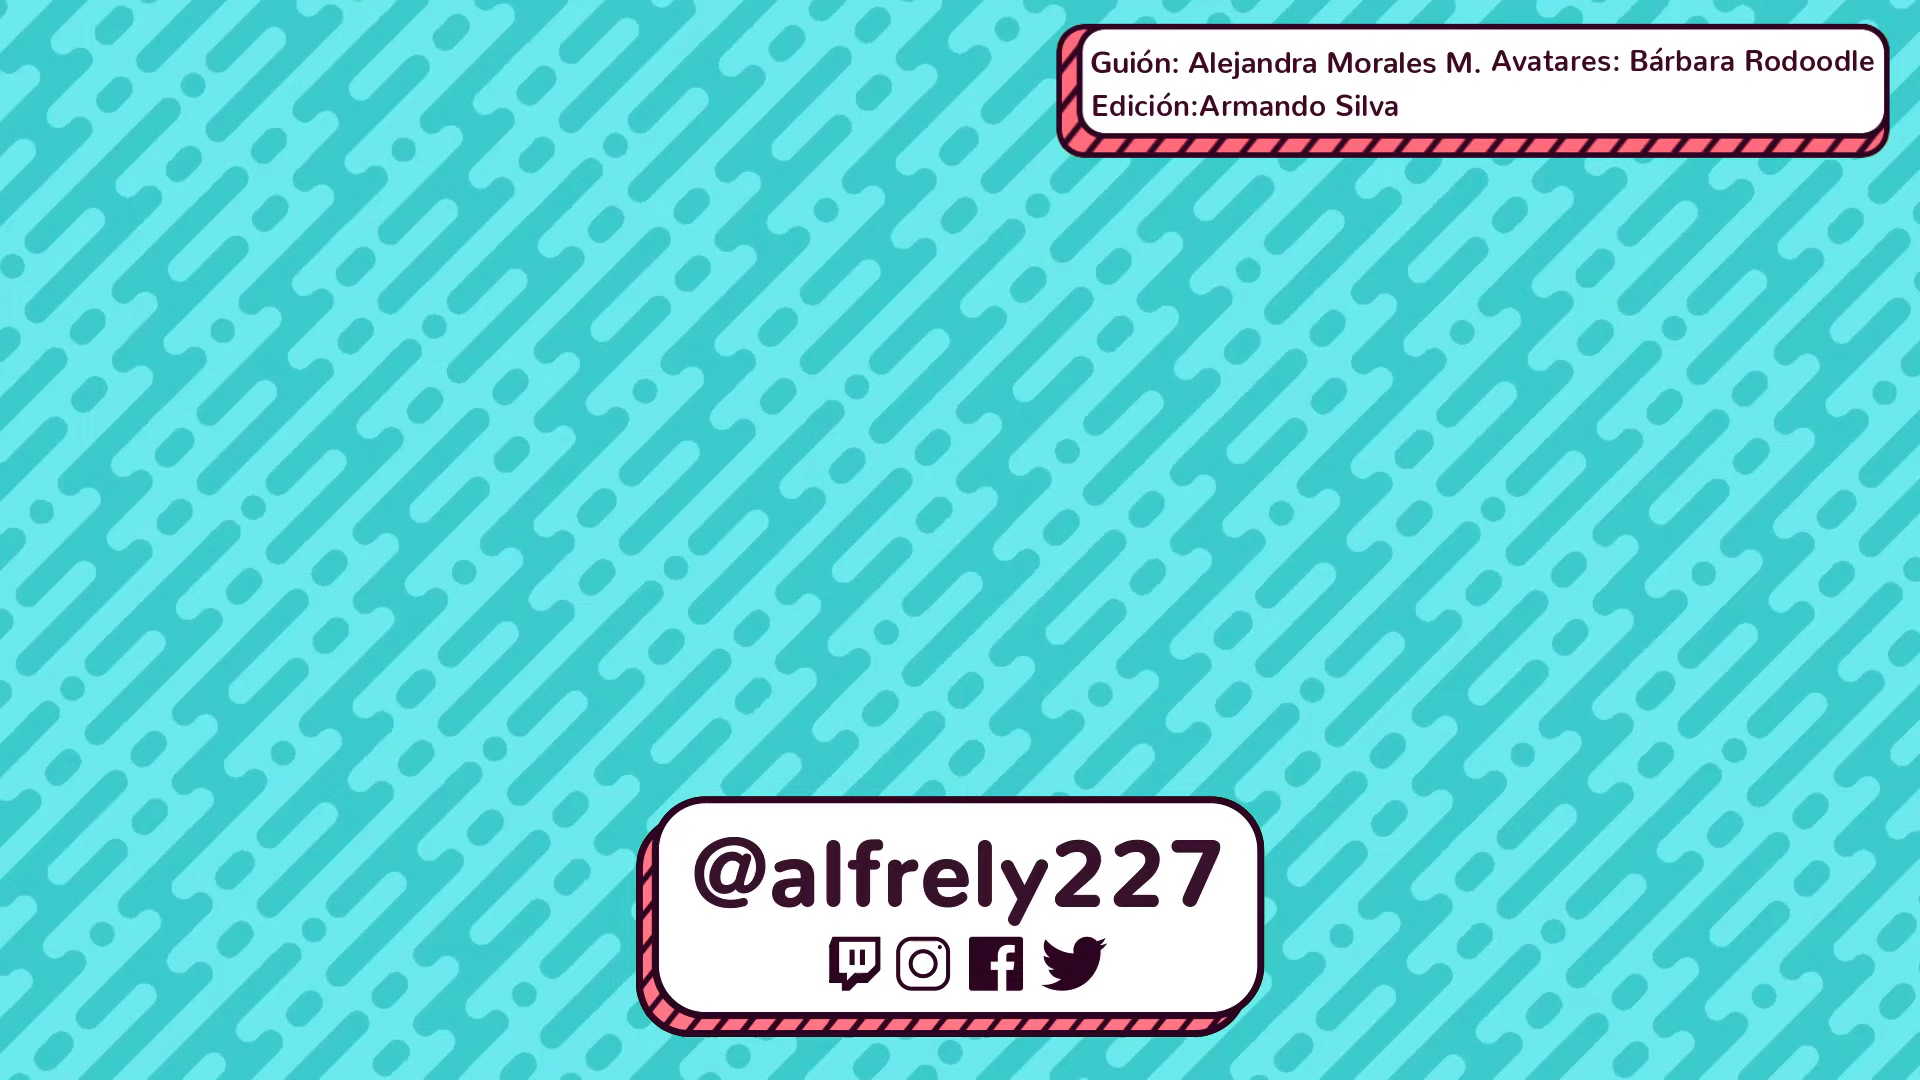 Guión: Alejandra Morales M. Avatares: Bárbara Rodoodle
Edición:Armando Silva
@alfrely227